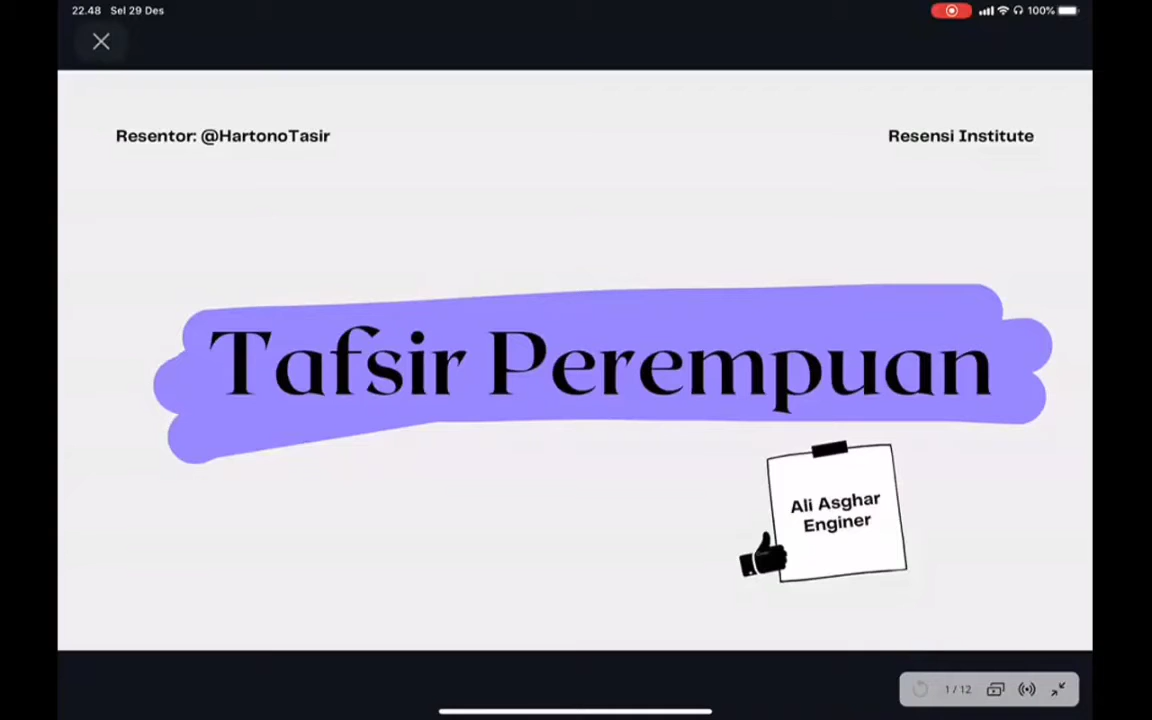 22.48 Sel 29 Des
100%
Resentor: @HartonoTasir
Resensi Institute
Tafsir Perempuan
Ali Asghar
Enginer
1 / 12